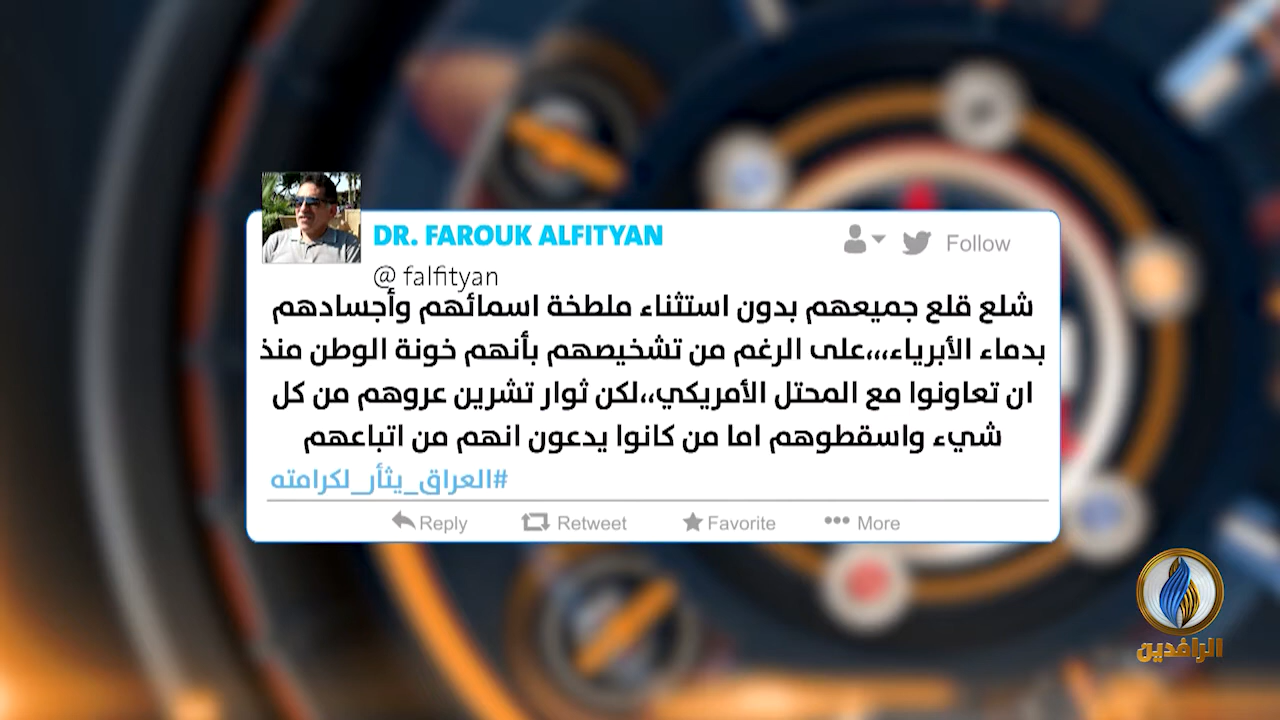 DR. FAROUK ALFITYAN
Follow
@ falfityan
شلع قلع جميعهم بدون استثناء ملطخة اسمائهم وأجسادهم
بدماء الأبرياء،،،على الرغم من تشخيصهم بأنهم خونة الوطن منذ
ان تعاونوا مع المحتل الأمريكي،،لكن ثوار تشرين عروهم من كل
شيء واسقطوهم اما من كانوا يدعون انهم من اتباعهم
#العراق_يثأر_لكرامته
Reply Retweet Favorite More
الرافدين